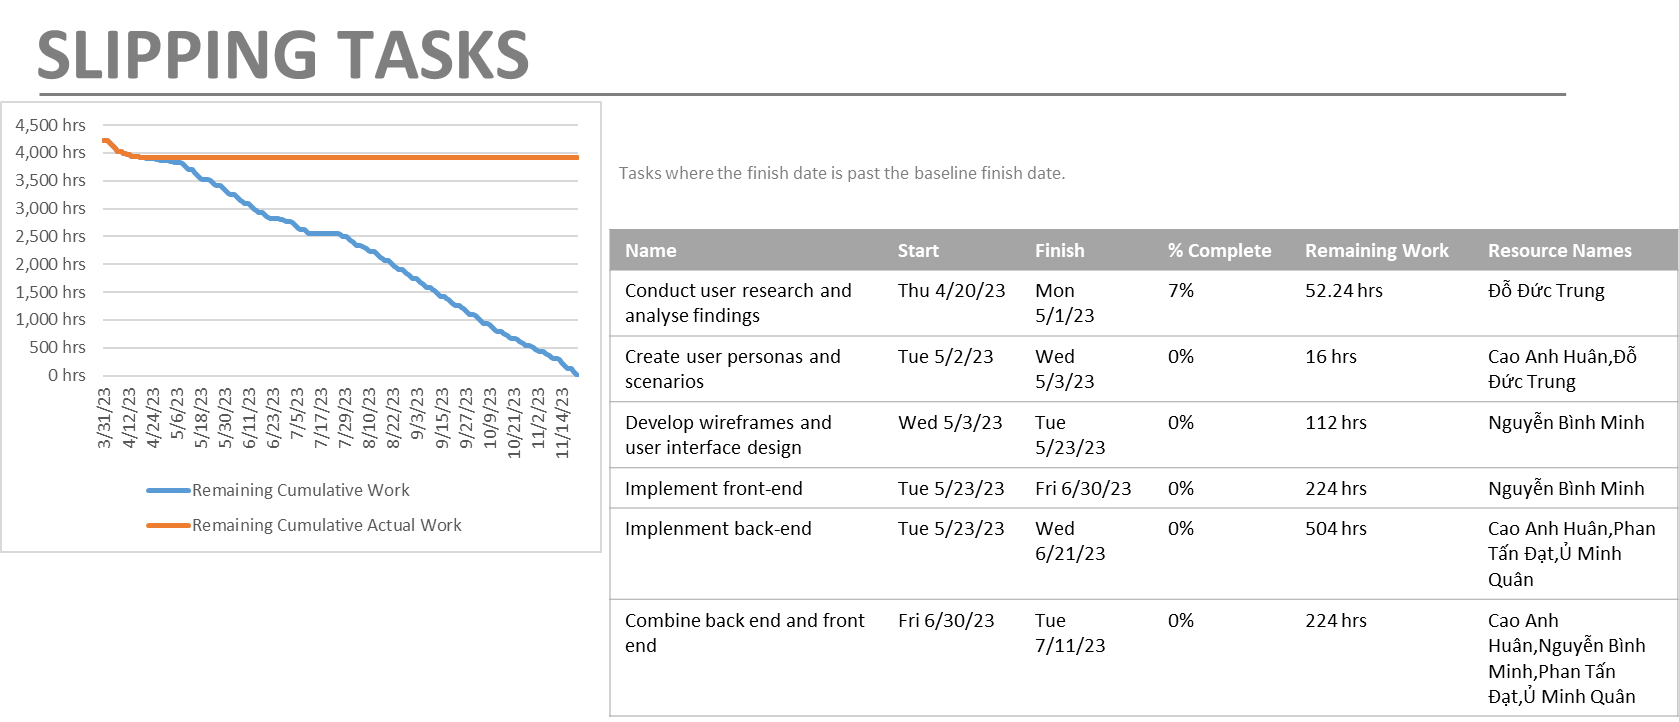 SLIPPING TASKS
4,500 hrs
4,000 hrs
3,500 hrs
3,000 hrs
2,500 hrs
2,000 hrs
1,500 hrs
1,000 hrs
500 hrs
0 hrs
3/31/23
4/12/23
4/24/23
5/6/23
5/18/23
5/30/23
6/11/23
6/23/23
7/5/23
7/17/23
7/29/23
8/10/23
8/22/23
9/3/23
9/15/23
9/27/23
10/9/23
10/21/23
11/2/23
11/14/23
Remaining Cumulative Work
Remaining Cumulative Actual Work
Tasks where the finish date is past the baseline finish date.
Name Start Finish % Complete Remaining Work Resource Names
Conduct user research and Thu 4/20/23 Mon 7% 52.24 hrs Đỗ Đức Trung
analyse findings 5/1/23
Create user personas and Tue 5/2/23 Wed 0% 16 hrs Cao Anh Huân,Đỗ
scenarios 5/3/23 Đức Trung
Develop wireframes and Wed 5/3/23 Tue 0% 112 hrs Nguyễn Bình Minh
user interface design 5/23/23
Implement front-end Tue 5/23/23 Fri 6/30/23 0% 224 hrs Nguyễn Bình Minh
Implenment back-end Tue 5/23/23 Wed 0% 504 hrs Cao Anh Huân,Phan
6/21/23 Tấn Đạt,Ủ Minh
Quân
Combine back end and front Fri 6/30/23 Tue 0% 224 hrs Cao Anh
end 7/11/23 Huân,Nguyễn Bình
Minh,Phan Tấn
Đạt,Ủ Minh Quân